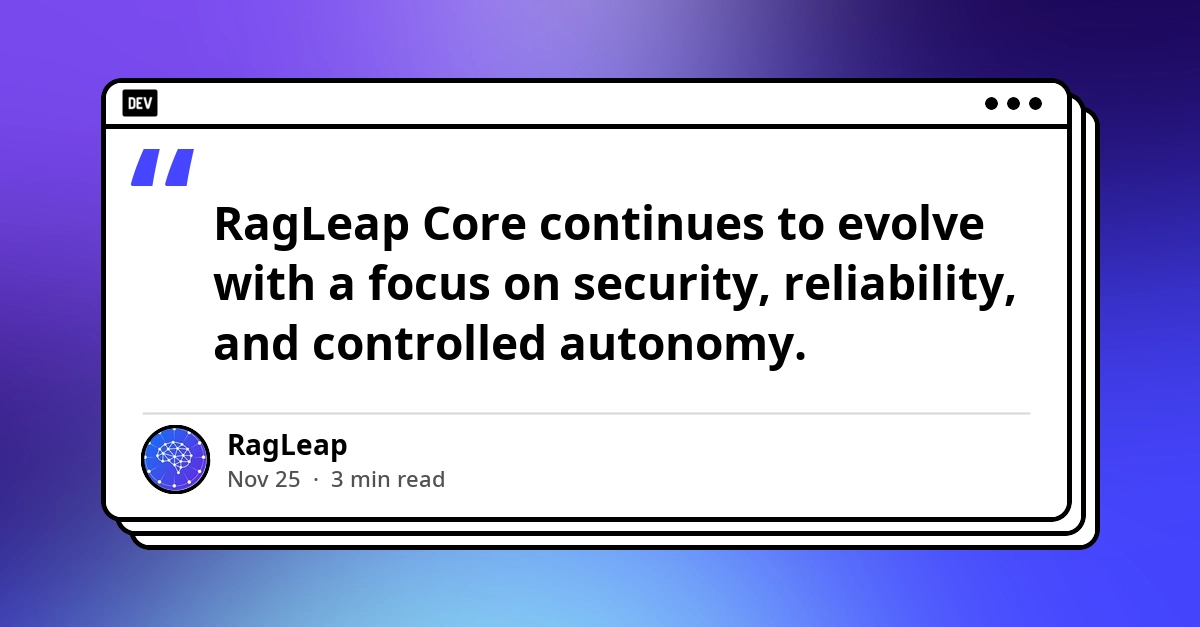 DEV
“
RagLeap Core continues to evolve
with a focus on security, reliability,
and controlled autonomy.
RagLeap
Nov 25 · 3 min read